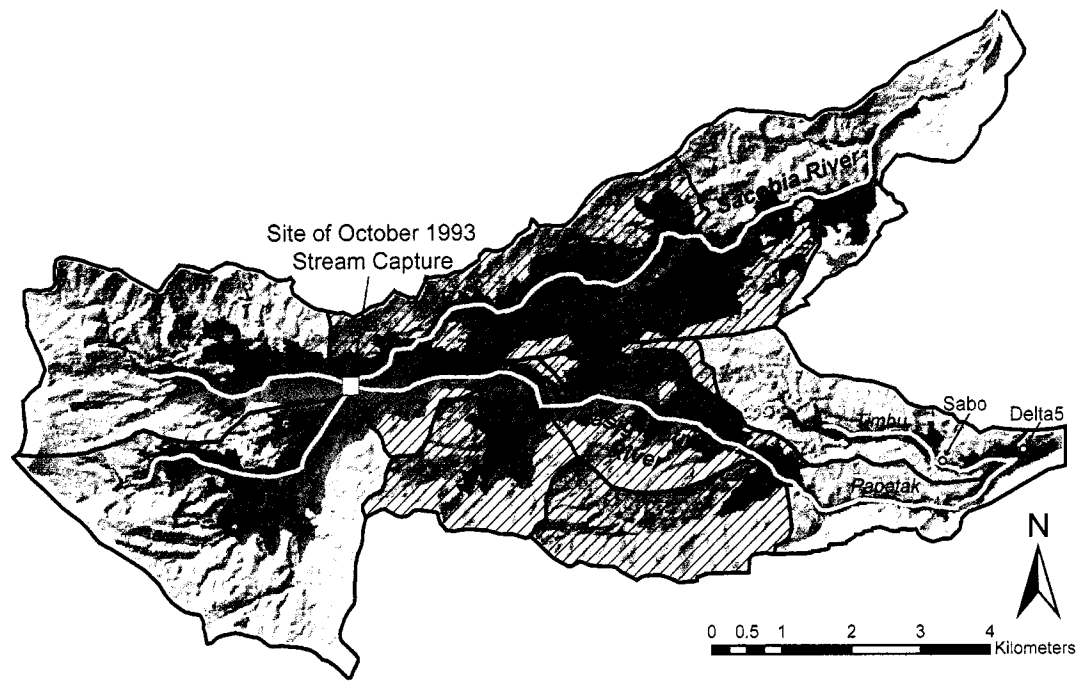 Site of October 1993
Stream Capture
Sacobia River
River
Timbu
Sabo
Delta5
Papatak
N
0 0.5 1 2 3 4
Kilometers